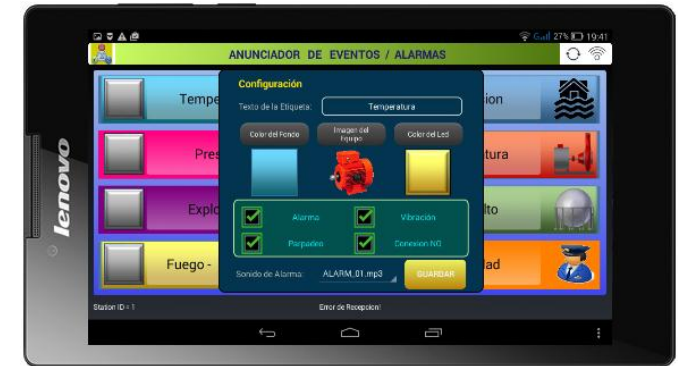 lenovo
27% 19:41
ANUNCIADOR DE EVENTOS / ALARMAS
Configuración
Texto de la Etiqueta: Temperatura
Color del Fondo
Imagen del
Equipo
Color del Led
Tempe
ion
Pres
tura
Explo
lto
Fuego -
dad
Alarma
Vibración
Parpadeo
Conexion NO
Sonido de Alarma: ALARM_01.mp3
GUARDAR
Station ID = 1
Error de Recepcion!